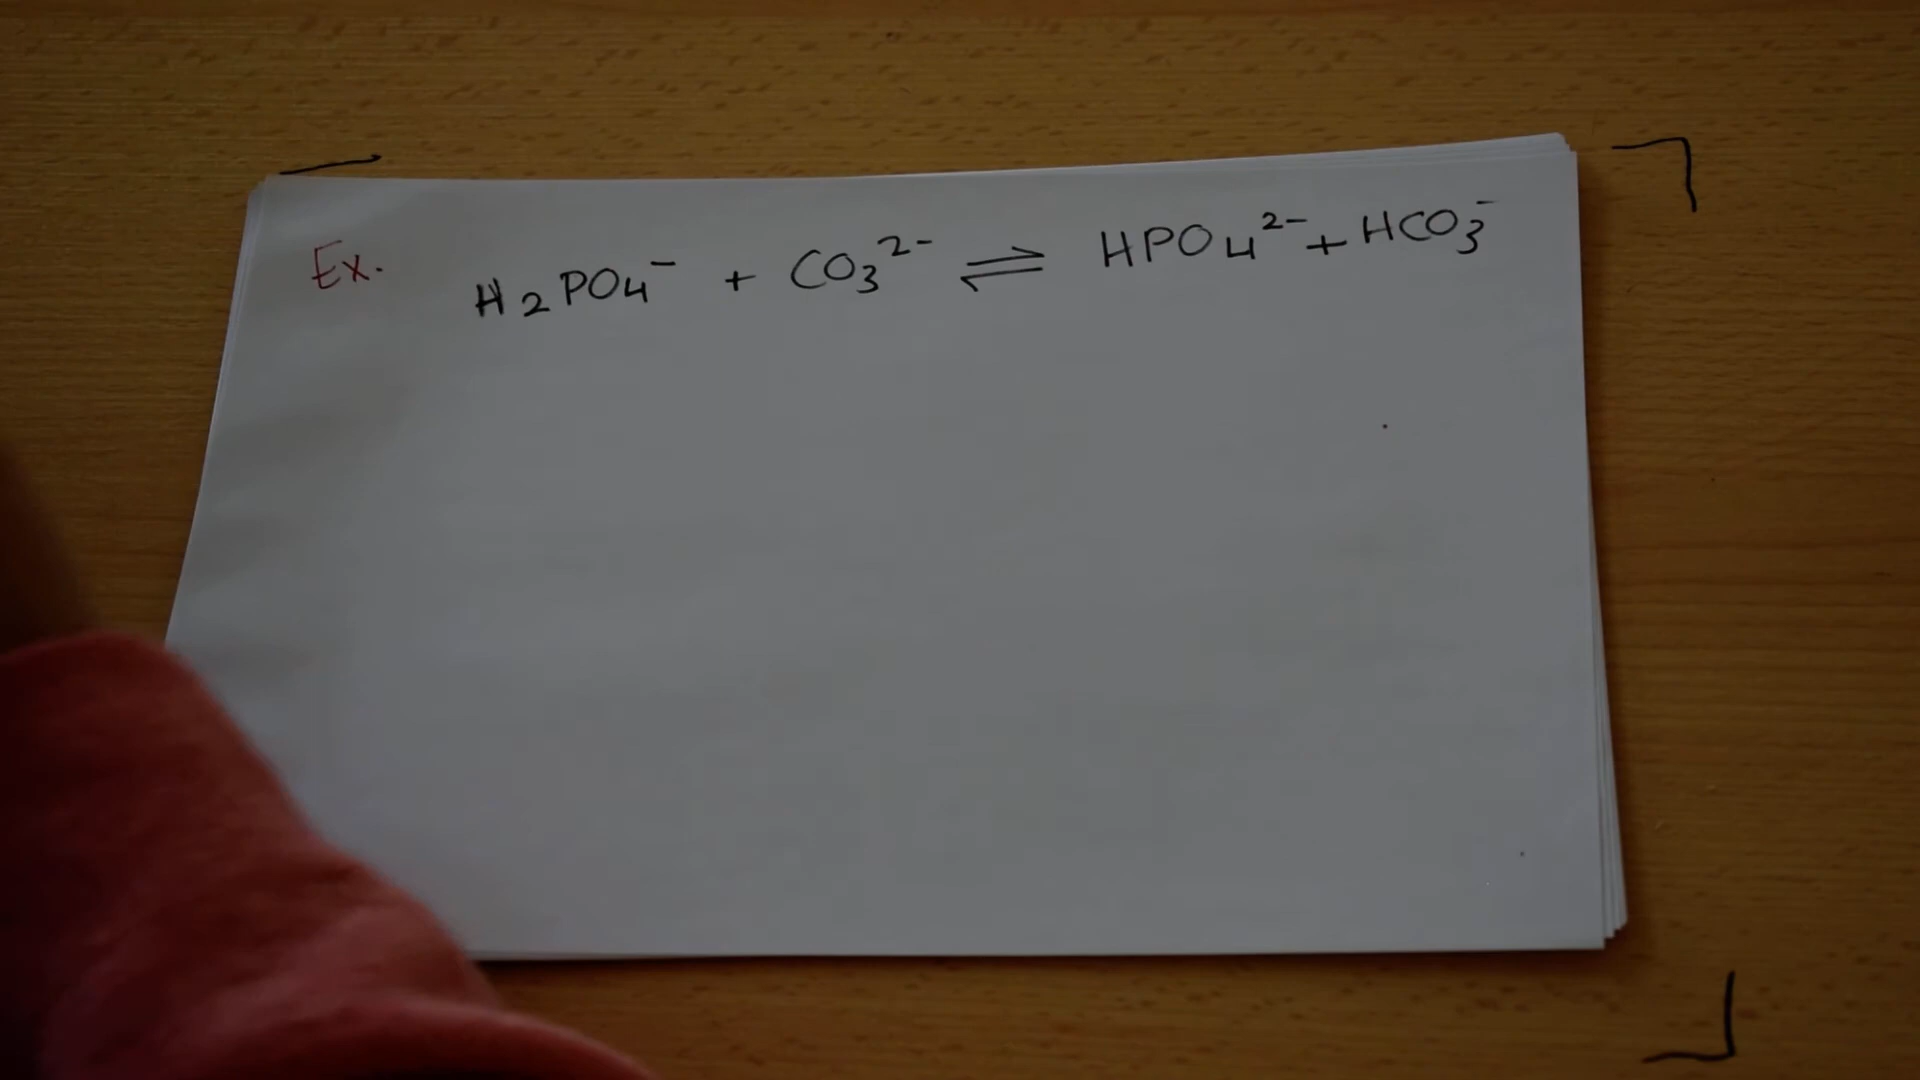 Ex. H₂PO₄⁻ + CO₃²⁻ ⇌ HPO₄²⁻ + HCO₃⁻